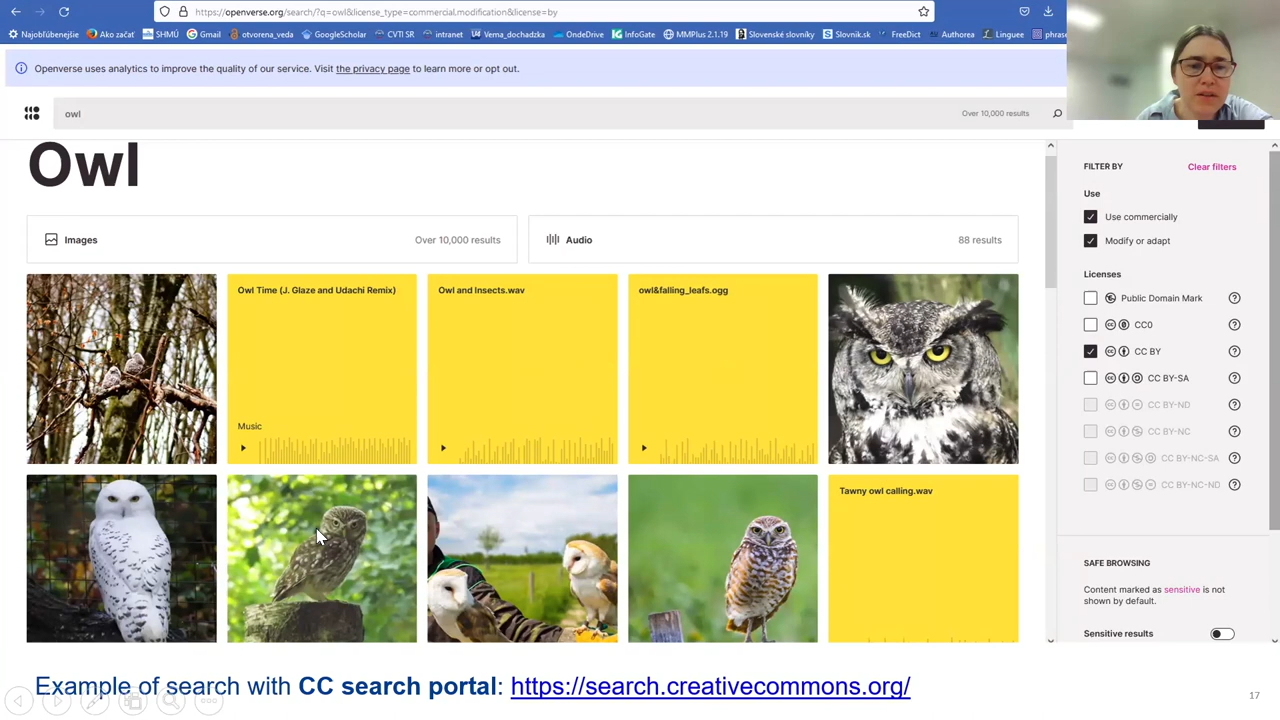 https://openverse.org/search/?q=owl&license_type=commercial.modification&license=by
Najobľúbenejšie Ako začať SHMÚ Gmail otvorena_veda GoogleScholar CVTI SR intranet Vema_dochadzka OndeDrive InfoGate MMPlus 2.1.19 Slovenské slovníky Slovnik.sk FreeDict Authorea Linguee phrase
Openverse uses analytics to improve the quality of our service. Visit the privacy page to learn more or opt out.
owl Over 10,000 results
Owl
Images Over 10,000 results Audio 88 results
Owl Time (J. Glaze and Udachi Remix) Owl and Insects.wav owl&falling_leafs.ogg
Music
Tawny owl calling.wav
FILTER BY Clear filters
Use
Use commercially
Modify or adapt
Licenses
Public Domain Mark
CC0
CC BY
CC BY-SA
CC BY-ND
CC BY-NC
CC BY-NC-SA
CC BY-NC-ND
SAFE BROWSING
Content marked as sensitive is not
shown by default.
Sensitive results
Example of search with CC search portal: https://search.creativecommons.org/
17